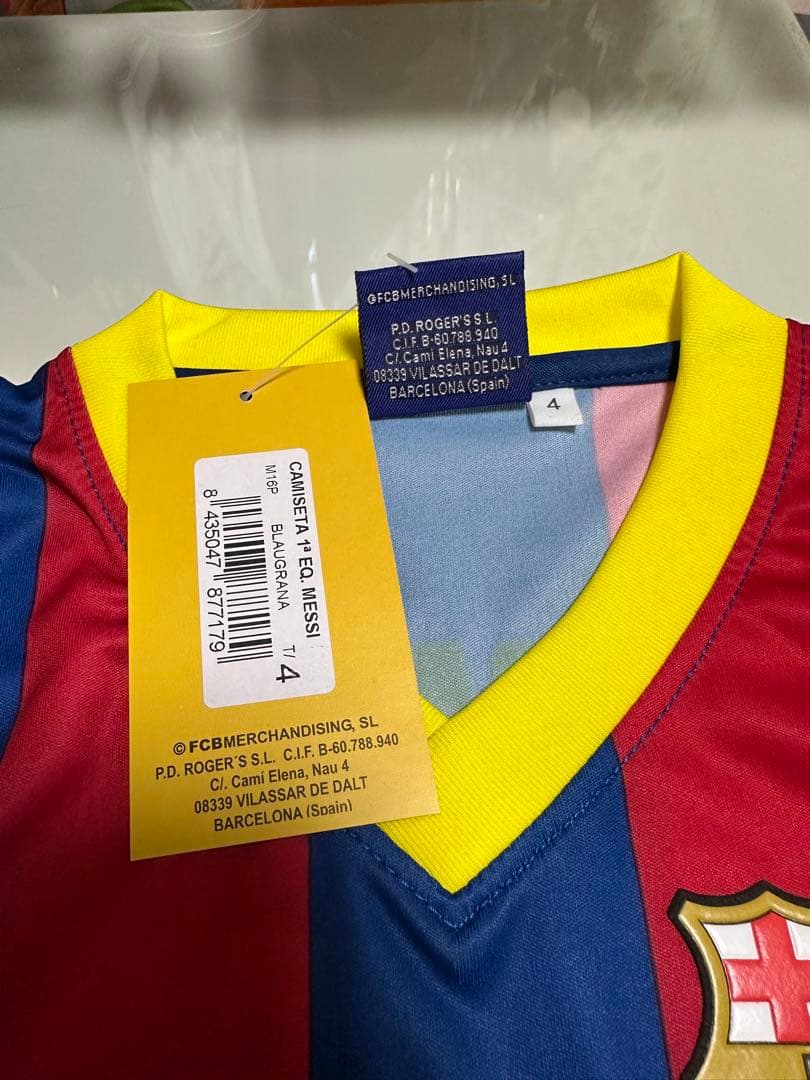 ©FCBMERCHANDISING, SL
P.D. ROGER'S S.L.
C.I.F. B-60.788.940
C/. Cami Elena, Nau 4
08339 VILASSAR DE DALT
BARCELONA (Spain)
4
CAMISETA 1ª EQ. MESSI
M16P BLAUGRANA T/ 4
8 435047 877179
© FCBMERCHANDISING, SL
P.D. ROGER´S S.L. C.I.F. B-60.788.940
C/. Camí Elena, Nau 4
08339 VILASSAR DE DALT
BARCELONA (Spain)